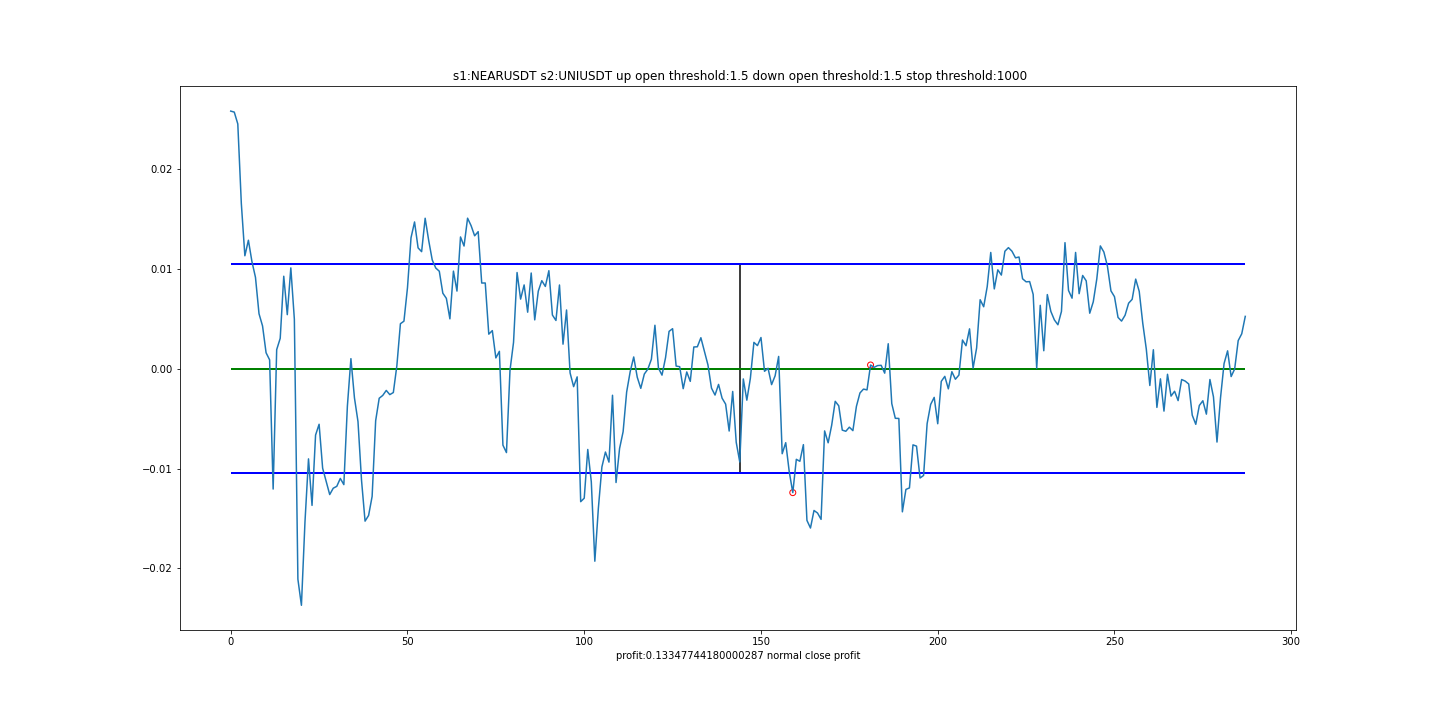 s1:NEARUSDT s2:UNIUSDT up open threshold:1.5 down open threshold:1.5 stop threshold:1000
0.02
0.01
0.00
−0.01
−0.02
0 50 100 150 200 250 300
profit:0.13347744180000287 normal close profit